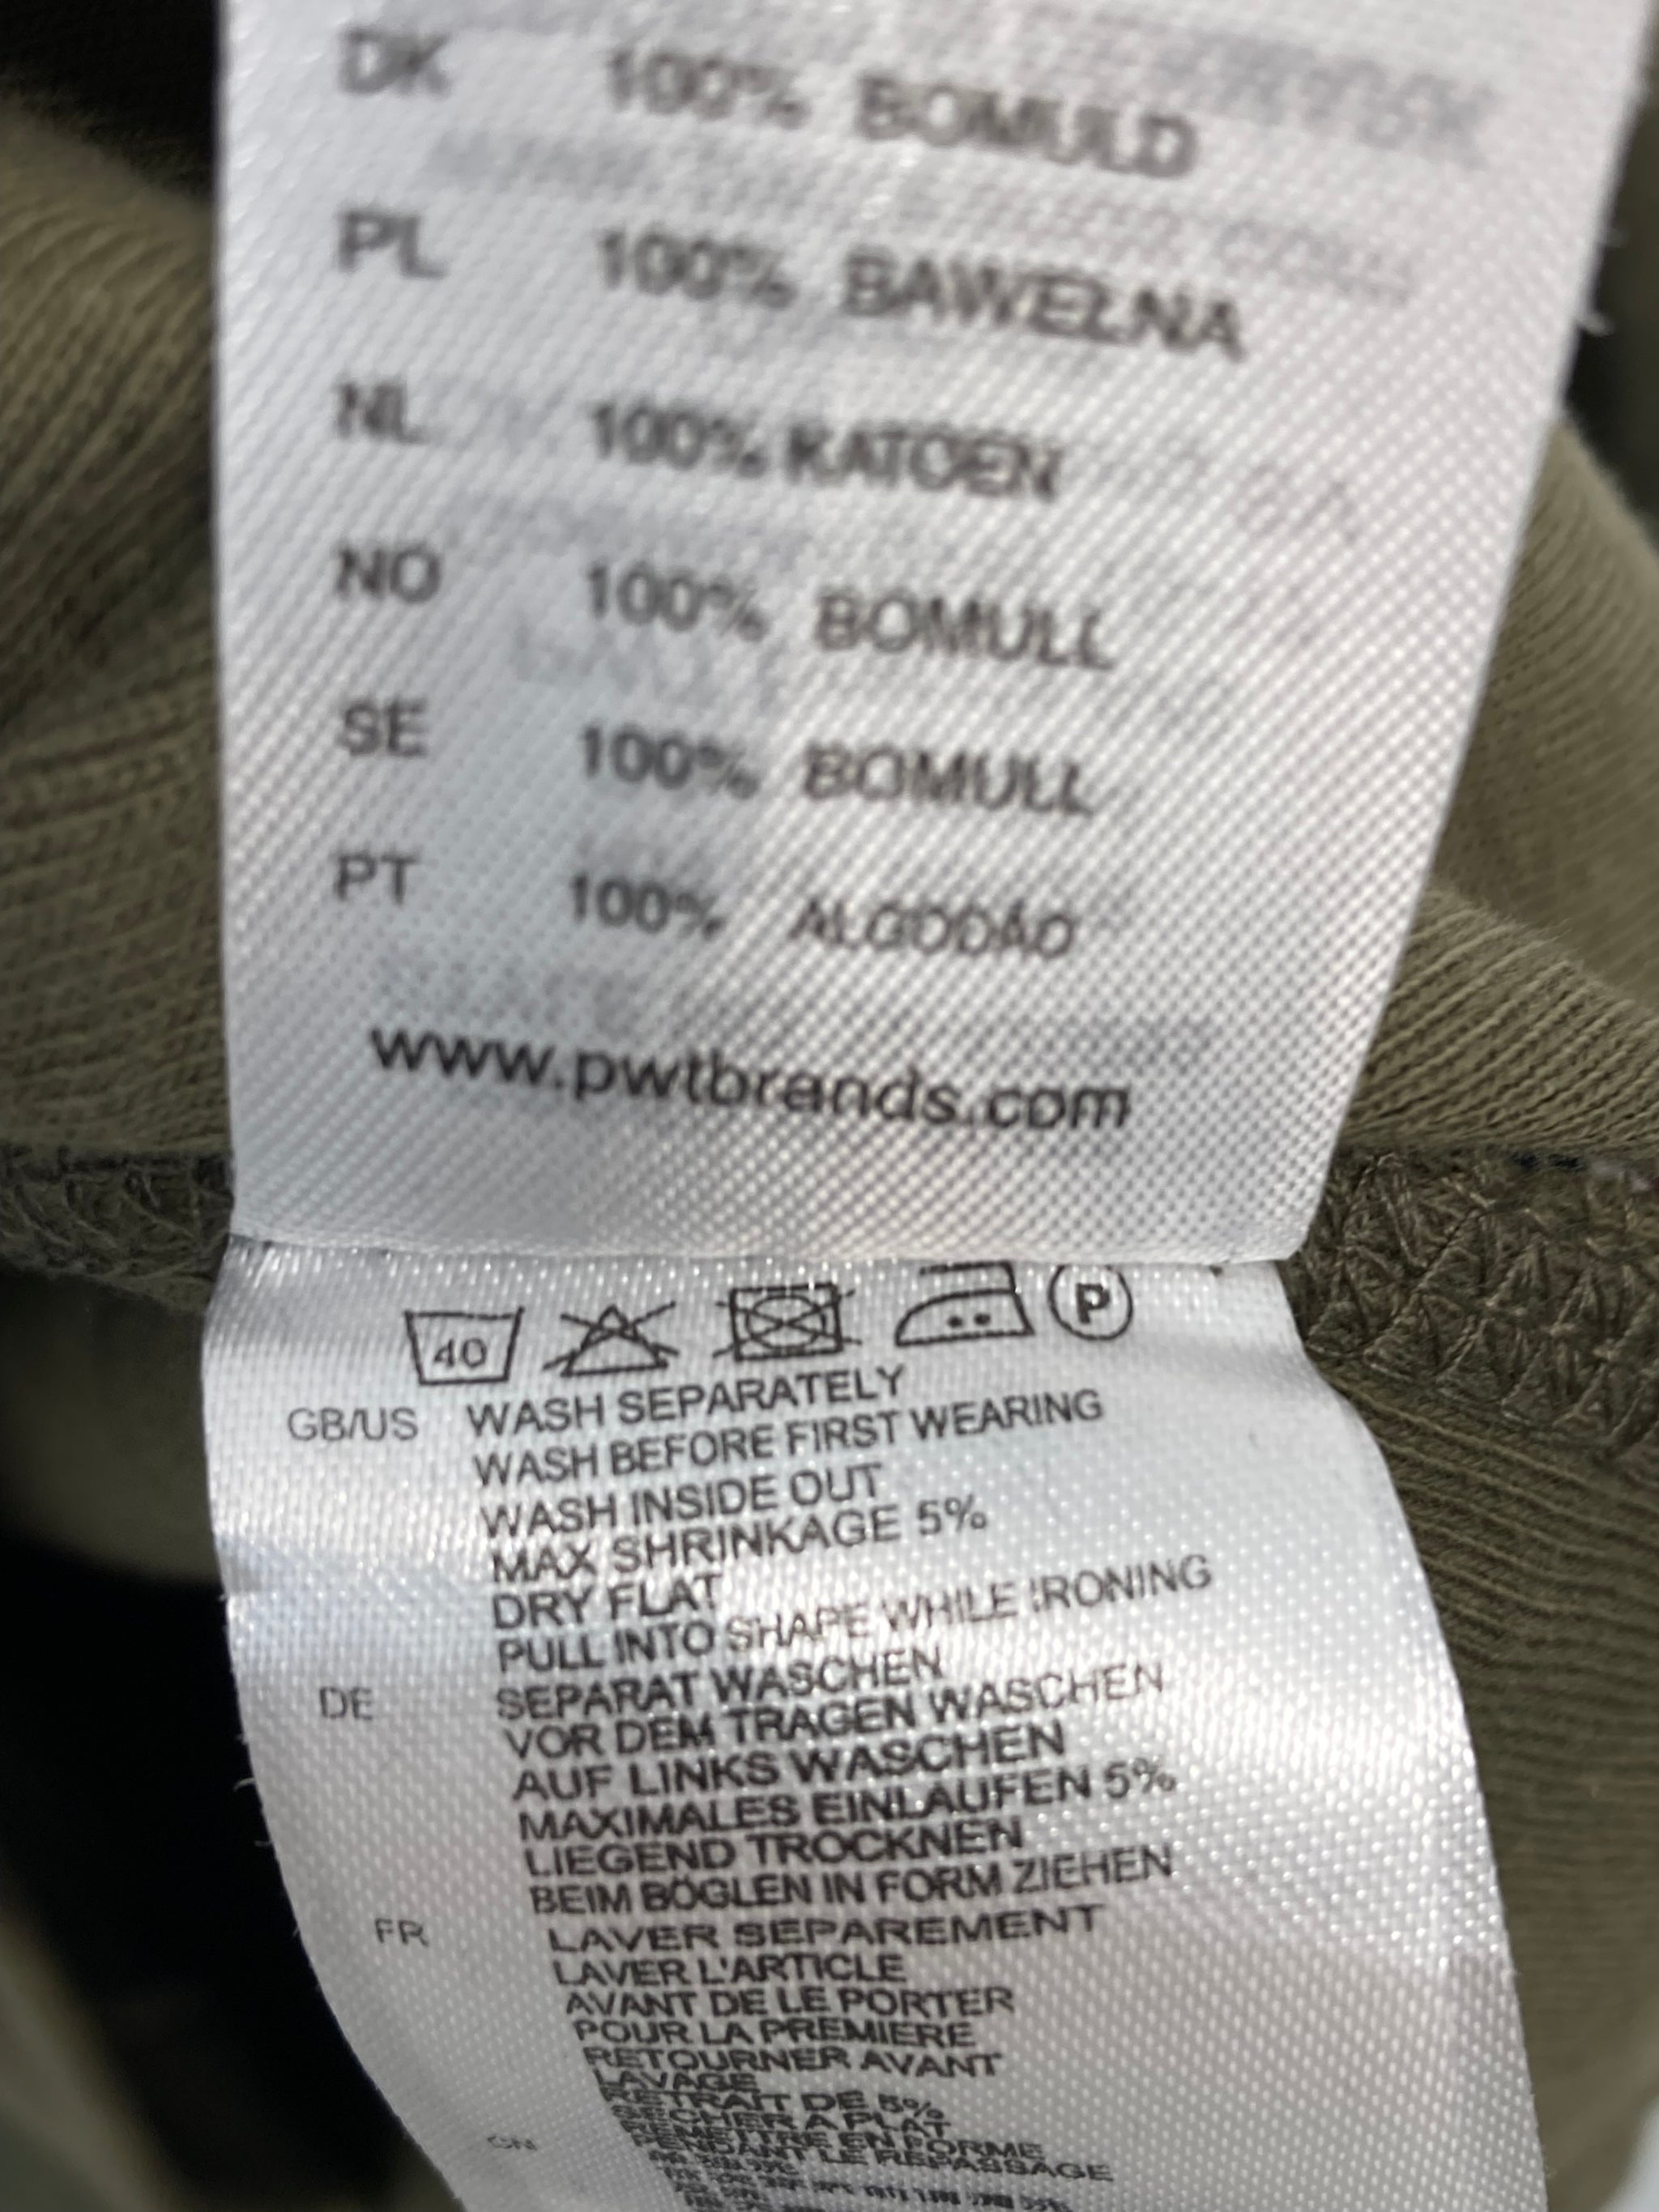 DK 100% BOMULD
PL 100% BAWEŁNA
NL 100% KATOEN
NO 100% BOMULL
SE 100% BOMULL
PT 100% ALGODÃO
www.pwtbrands.com
40 P
GB/US WASH SEPARATELY
WASH BEFORE FIRST WEARING
WASH INSIDE OUT
MAX SHRINKAGE 5%
DRY FLAT
PULL INTO SHAPE WHILE IRONING
DE SEPARAT WASCHEN
VOR DEM TRAGEN WASCHEN
AUF LINKS WASCHEN
MAXIMALES EINLAUFEN 5%
LIEGEND TROCKNEN
BEIM BÖGLEN IN FORM ZIEHEN
FR LAVER SEPAREMENT
LAVER L'ARTICLE
AVANT DE LE PORTER
POUR LA PREMIERE
RETOURNER AVANT
LAVAGE
RETRAIT DE 5%
SECHER A PLAT
REMETTRE EN FORME
PENDANT LE REPASSAGE
CN